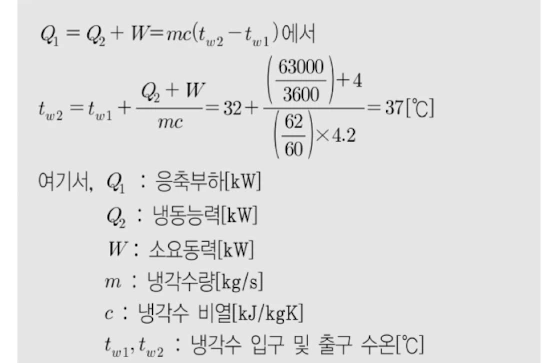 Q₁ = Q₂ + W = mc(t_w2 − t_w1)에서
t_w2 = t_w1 + (Q₂ + W)/(mc) = 32 + ((63000/3600) + 4)/((62/60) × 4.2) = 37[℃]
여기서, Q₁ : 응축부하[kW]
Q₂ : 냉동능력[kW]
W : 소요동력[kW]
m : 냉각수량[kg/s]
c : 냉각수 비열[kJ/kgK]
t_w1, t_w2 : 냉각수 입구 및 출구 수온[℃]